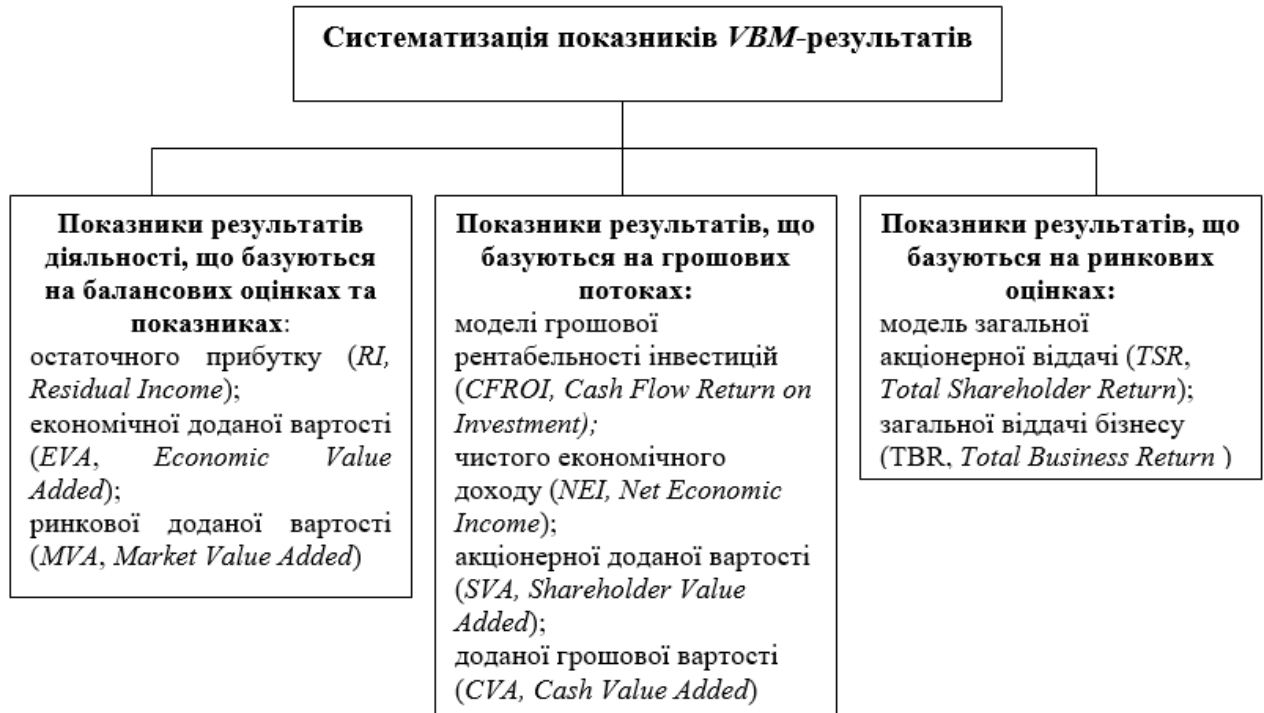 Систематизація показників VBM-результатів
Показники результатів
діяльності, що базуються
на балансових оцінках та
показниках:
остаточного прибутку (RI,
Residual Income);
економічної доданої вартості
(EVA, Economic Value
Added);
ринкової доданої вартості
(MVA, Market Value Added)
Показники результатів, що
базуються на грошових
потоках:
моделі грошової
рентабельності інвестицій
(CFROI, Cash Flow Return on
Investment);
чистого економічного
доходу (NEI, Net Economic
Income);
акціонерної доданої вартості
(SVA, Shareholder Value
Added);
доданої грошової вартості
(CVA, Cash Value Added)
Показники результатів, що
базуються на ринкових
оцінках:
модель загальної
акціонерної віддачі (TSR,
Total Shareholder Return);
загальної віддачі бізнесу
(TBR, Total Business Return )